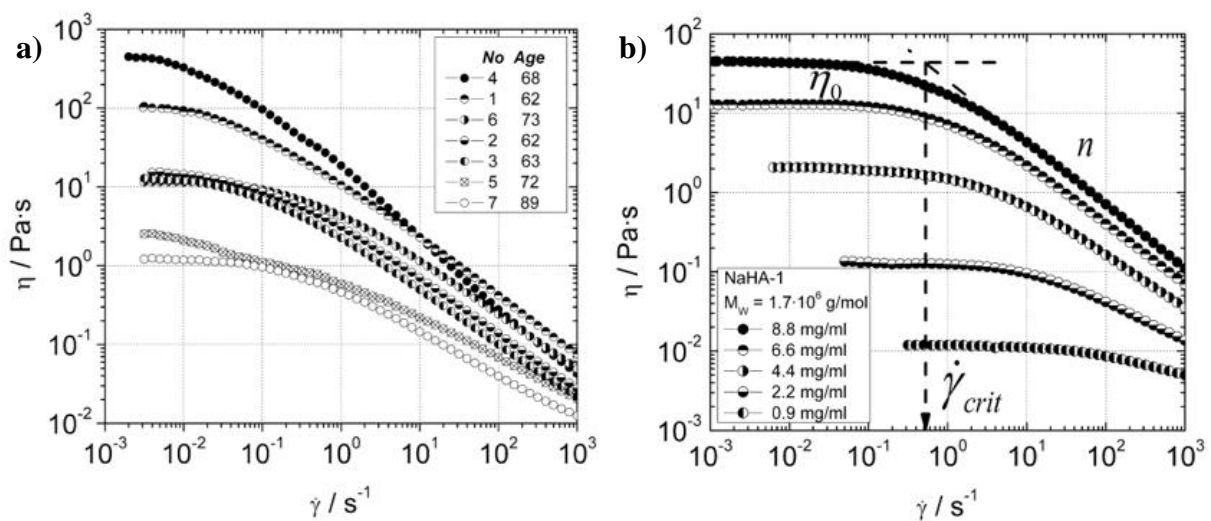 a)
10^3
10^2
10^1
10^0
10^-1
10^-2
η / Pa·s
No Age
4 68
1 62
6 73
2 62
3 63
5 72
7 89
10^-3 10^-2 10^-1 10^0 10^1 10^2 10^3
γ̇ / s^-1
b)
10^2
10^1
10^0
10^-1
10^-2
10^-3
η / Pa·s
η_0
n
NaHA-1
M_W = 1.7·10^6 g/mol
8.8 mg/ml
6.6 mg/ml
4.4 mg/ml
2.2 mg/ml
0.9 mg/ml
γ̇_crit
10^-3 10^-2 10^-1 10^0 10^1 10^2 10^3
γ̇ / s^-1